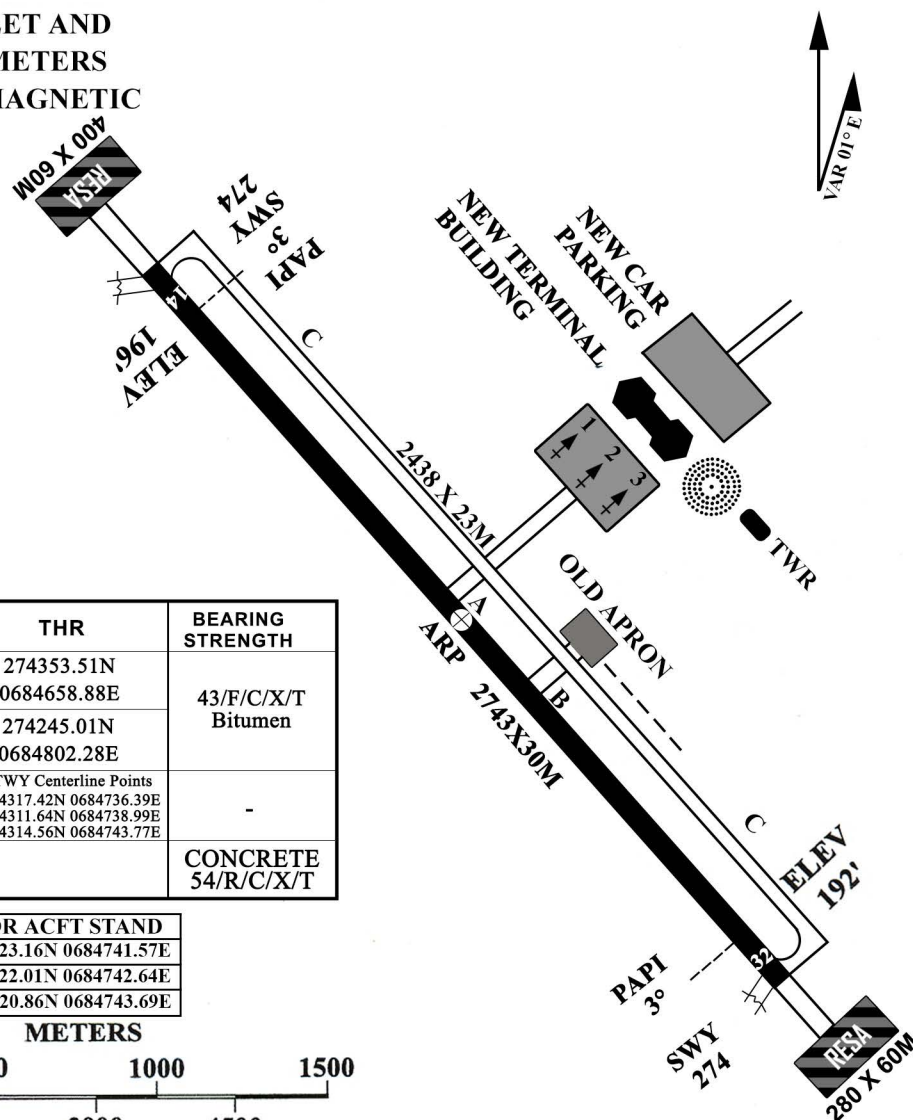 EET AND
METERS
MAGNETIC
400 X 60M
RESA
SWY
274
PAPI
3°
14
ELEV
196'
C
NEW TERMINAL
BUILDING
NEW CAR
PARKING
VAR 01° E
1
2
3
2438 X 23M
TWR
OLD APRON
A
ARP
B
2743X30M
C
ELEV
192'
32
PAPI
3°
SWY
274
RESA
280 X 60M
THR
BEARING
STRENGTH
274353.51N
0684658.88E
43/F/C/X/T
Bitumen
274245.01N
0684802.28E
TWY Centerline Points
4317.42N 0684736.39E
4311.64N 0684738.99E
4314.56N 0684743.77E
-
CONCRETE
54/R/C/X/T
OR ACFT STAND
23.16N 0684741.57E
22.01N 0684742.64E
20.86N 0684743.69E
METERS
0
1000
1500